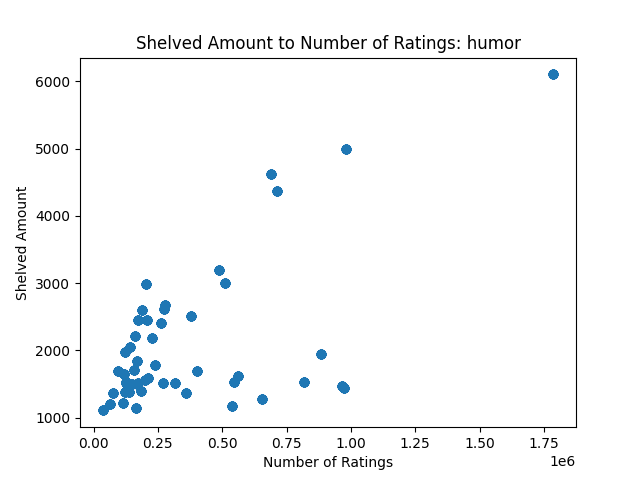 Shelved Amount to Number of Ratings: humor
6000
5000
4000
3000
2000
1000
Shelved Amount
0.00 0.25 0.50 0.75 1.00 1.25 1.50 1.75
1e6
Number of Ratings